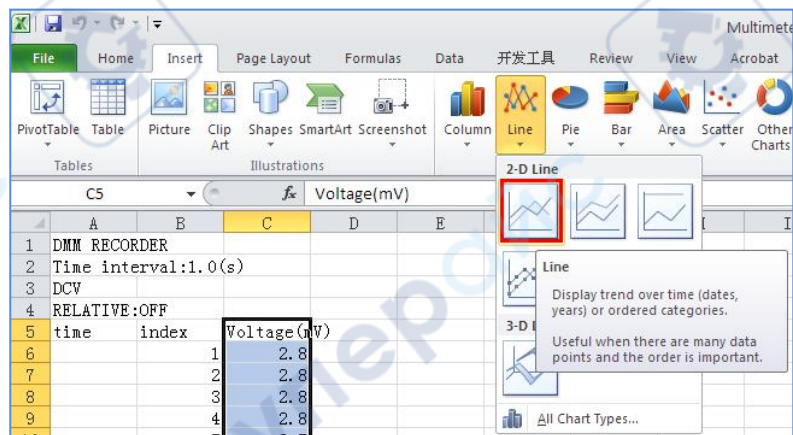 Multimete
File Home Insert Page Layout Formulas Data 开发工具 Review View Acrobat
PivotTable Table Picture Clip Art Shapes SmartArt Screenshot Column Line Pie Bar Area Scatter Other Charts
Tables Illustrations
2-D Line
C5 fx Voltage(mV)
A B C D E I
1 DMM RECORDER
2 Time interval:1.0(s)
3 DCV
4 RELATIVE:OFF
5 time index Voltage(mV)
6 1 2.8
7 2 2.8
8 3 2.8
9 4 2.8
Line
Display trend over time (dates,
years) or ordered categories.
Useful when there are many data
points and the order is important.
All Chart Types...